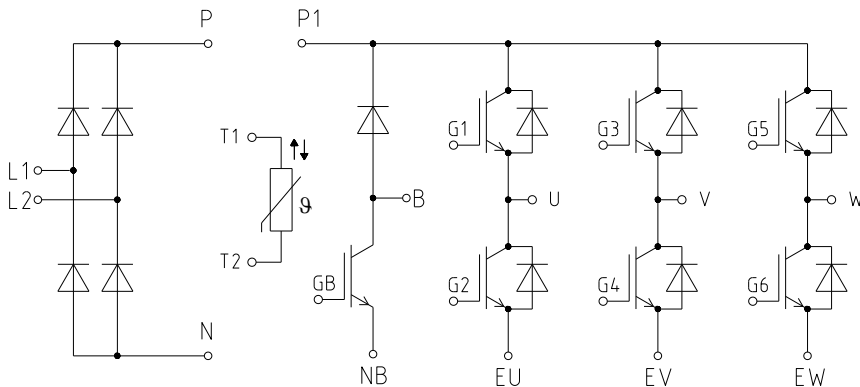 P P1
G1 G3 G5
T1
L1
L2 B U V W
ϑ
T2
GB G2 G4 G6
N
NB EU EV EW